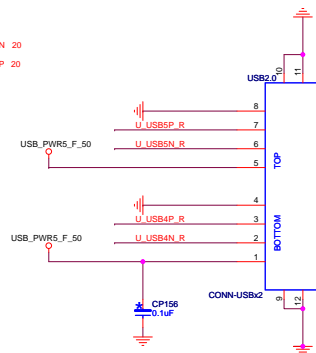 N 20
P 20
10
11
USB2.0
8
U_USB5P_R
7
USB_PWR5_F_50
U_USB5N_R
6
5
TOP
4
U_USB4P_R
3
USB_PWR5_F_50
U_USB4N_R
2
1
BOTTOM
CONN-USBx2
9
12
*
CP156
0.1uF